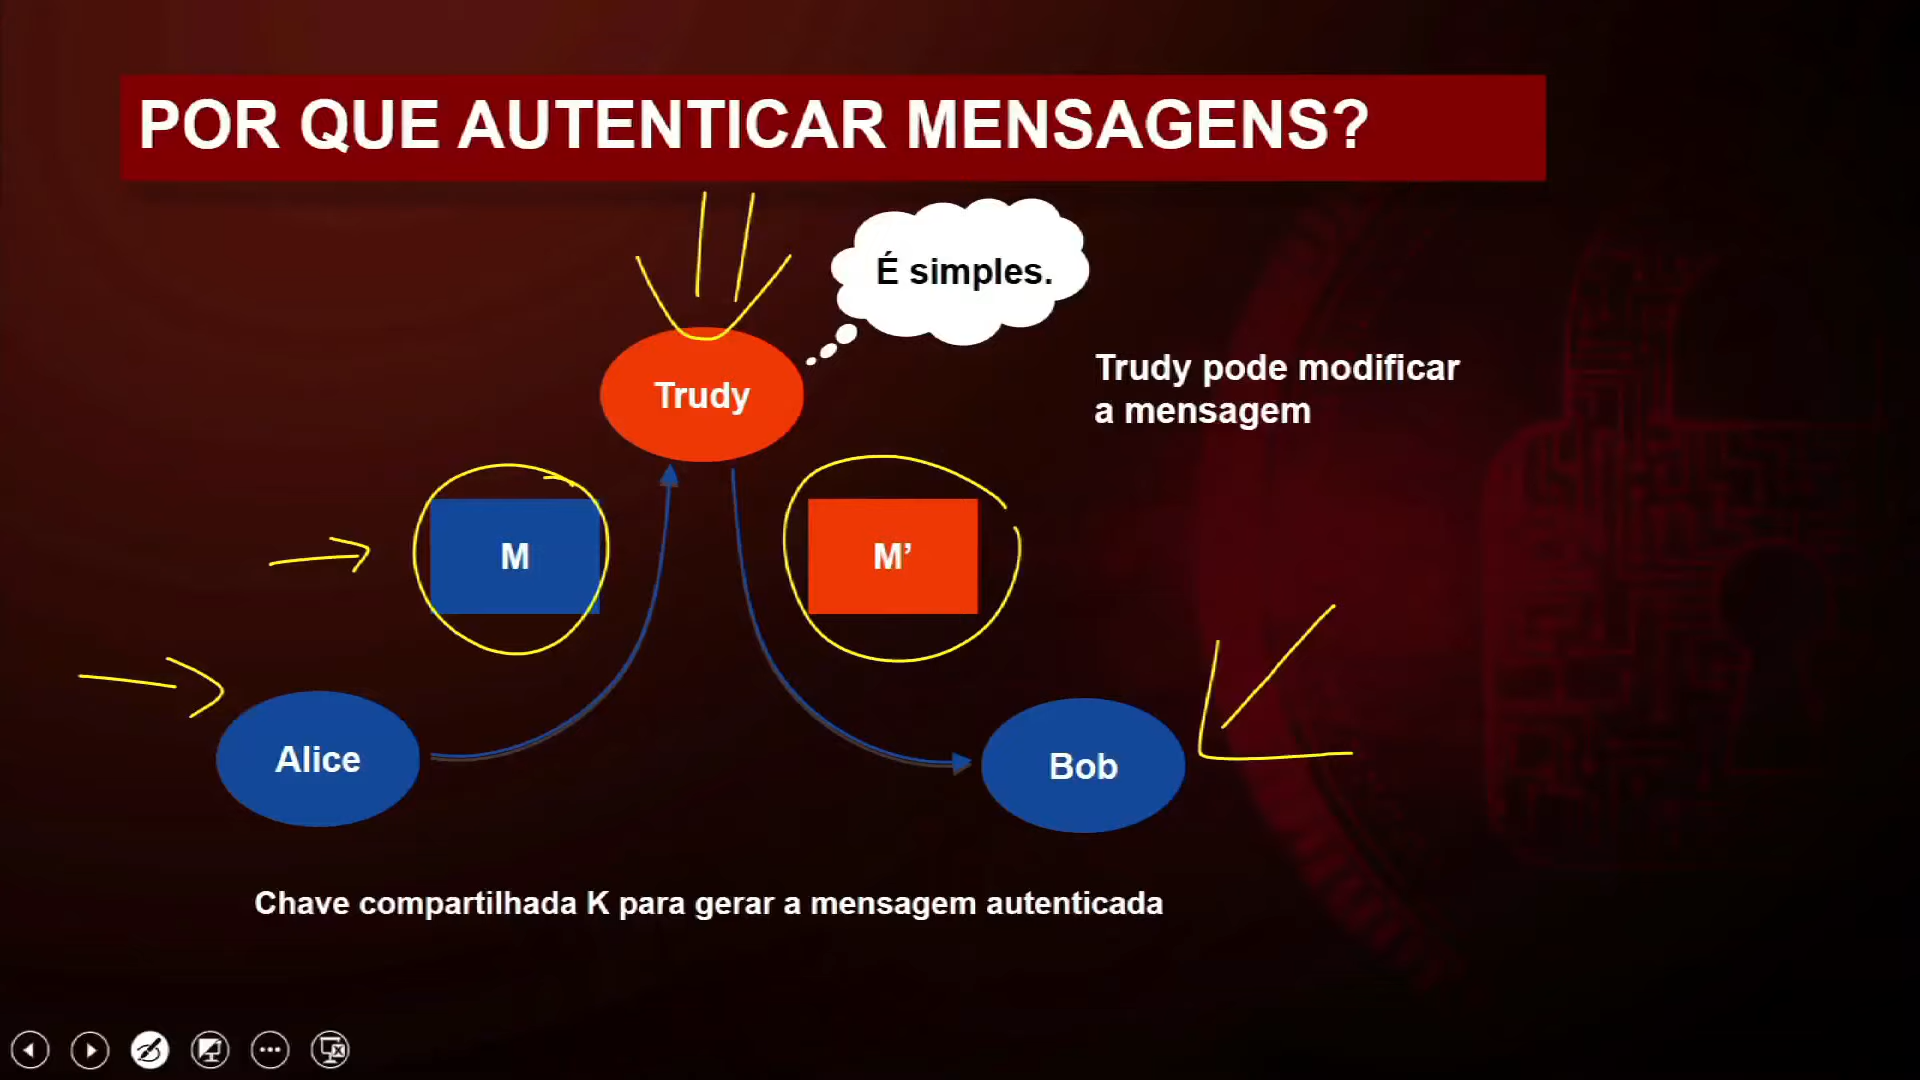 POR QUE AUTENTICAR MENSAGENS?
É simples.
Trudy
Trudy pode modificar
a mensagem
M
M’
Alice
Bob
Chave compartilhada K para gerar a mensagem autenticada